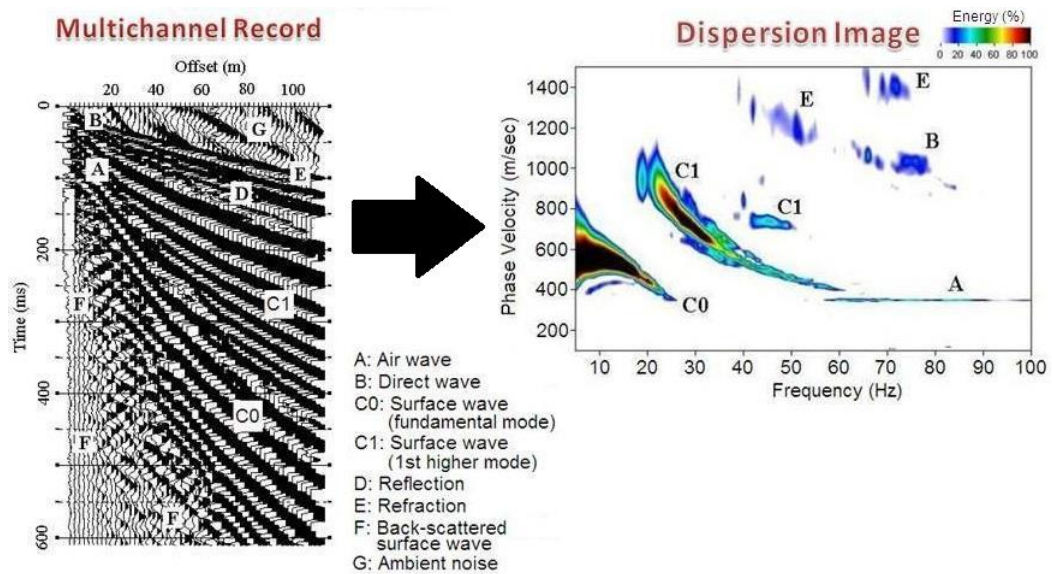 Multichannel Record
Offset (m)
20 40 60 80 100
0
200
400
600
Time (ms)
B
G
A
E
D
F
C1
C0
F
F
A: Air wave
B: Direct wave
C0: Surface wave
(fundamental mode)
C1: Surface wave
(1st higher mode)
D: Reflection
E: Refraction
F: Back-scattered
surface wave
G: Ambient noise
Dispersion Image
Energy (%)
0 20 40 60 80 100
Phase Velocity (m/sec)
1400
1200
1000
800
600
400
200
E
E
B
C1
C1
A
C0
10 20 30 40 50 60 70 80 90 100
Frequency (Hz)